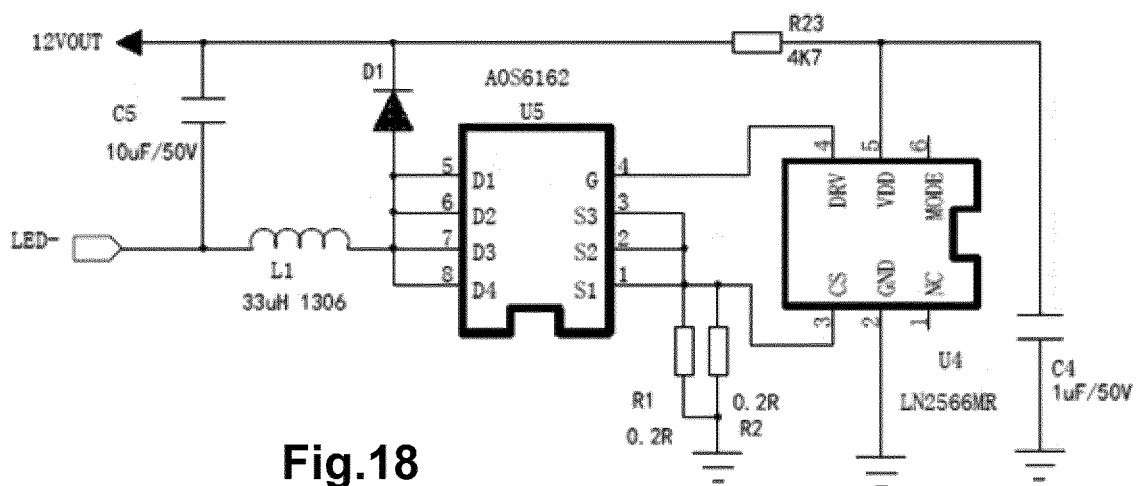 12VOUT
C5
10uF/50V
D1
AOS6162
U5
R23
4K7
LED-
L1
33uH 1306
5
6
7
8
D1
D2
D3
D4
G
S3
S2
S1
4
3
2
1
4
5
6
DRV
VDD
MODE
CS
GND
NC
3
2
1
U4
LN2566MR
C4
1uF/50V
R1
0.2R
0.2R
R2
Fig.18